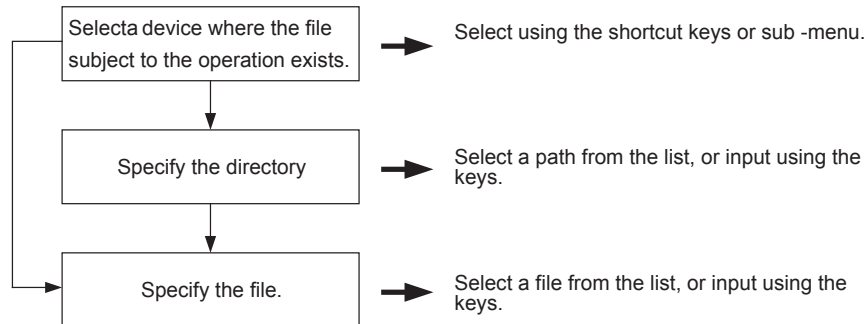 Selecta device where the file
subject to the operation exists.
Select using the shortcut keys or sub -menu.
Specify the directory
Select a path from the list, or input using the
keys.
Specify the file.
Select a file from the list, or input using the
keys.